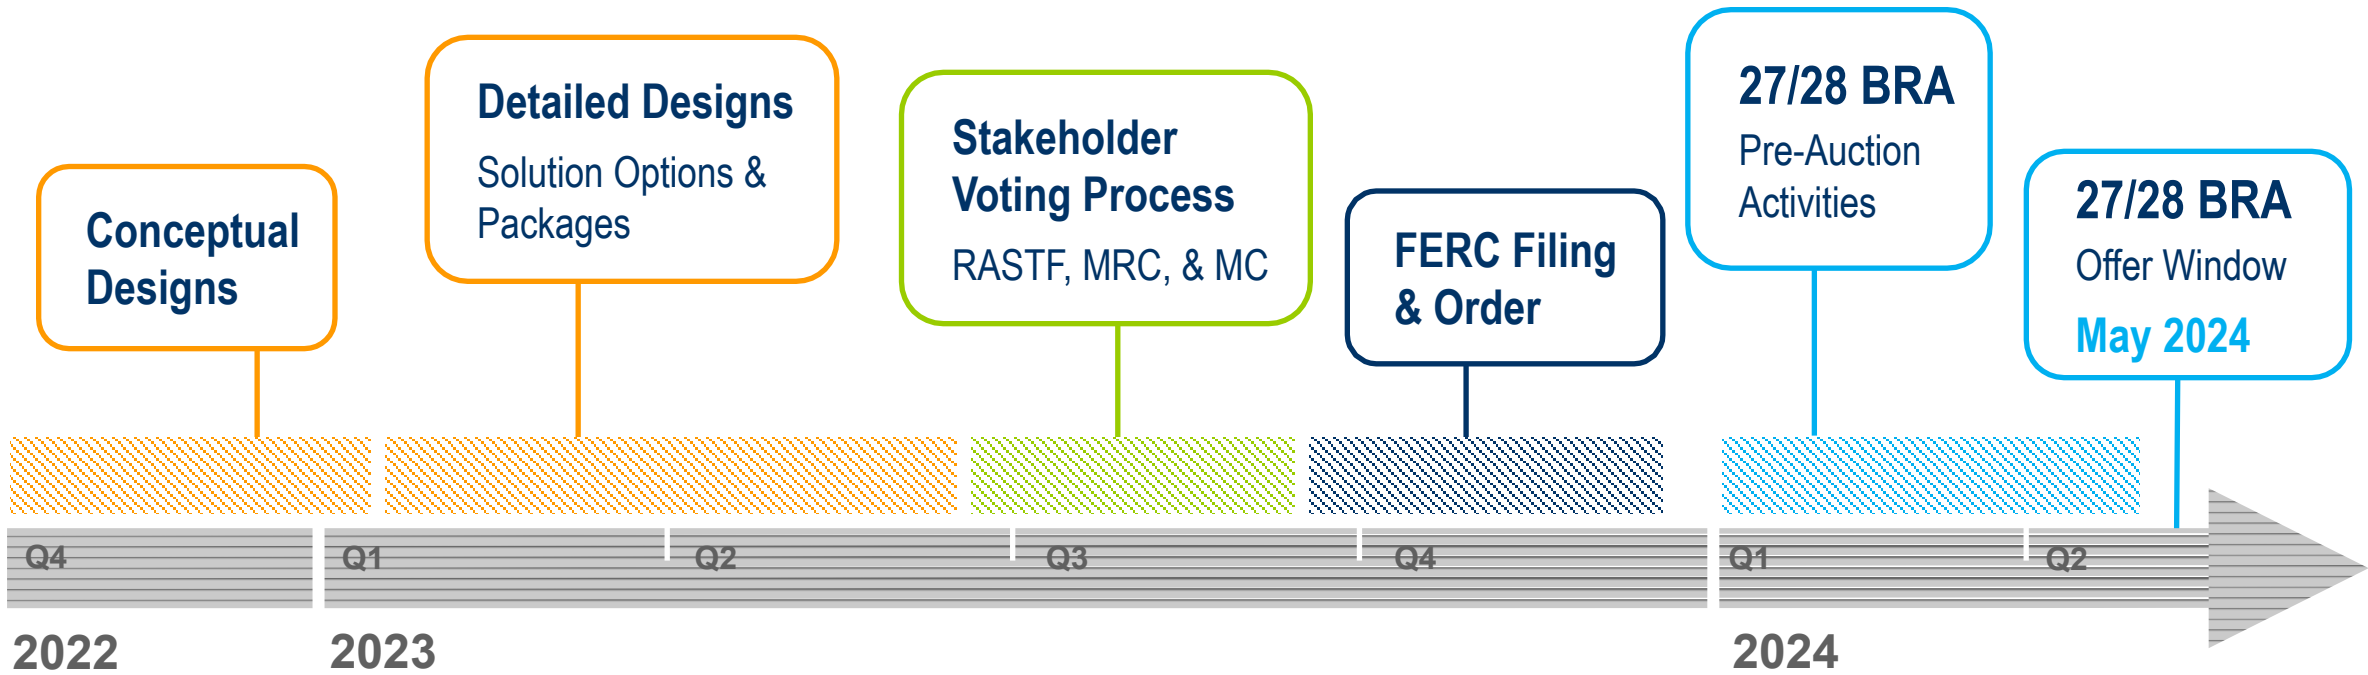 Conceptual
Designs
Detailed Designs
Solution Options &
Packages
Stakeholder
Voting Process
RASTF, MRC, & MC
FERC Filing
& Order
27/28 BRA
Pre-Auction
Activities
27/28 BRA
Offer Window
May 2024
Q4
Q1
Q2
Q3
Q4
Q1
Q2
2022
2023
2024